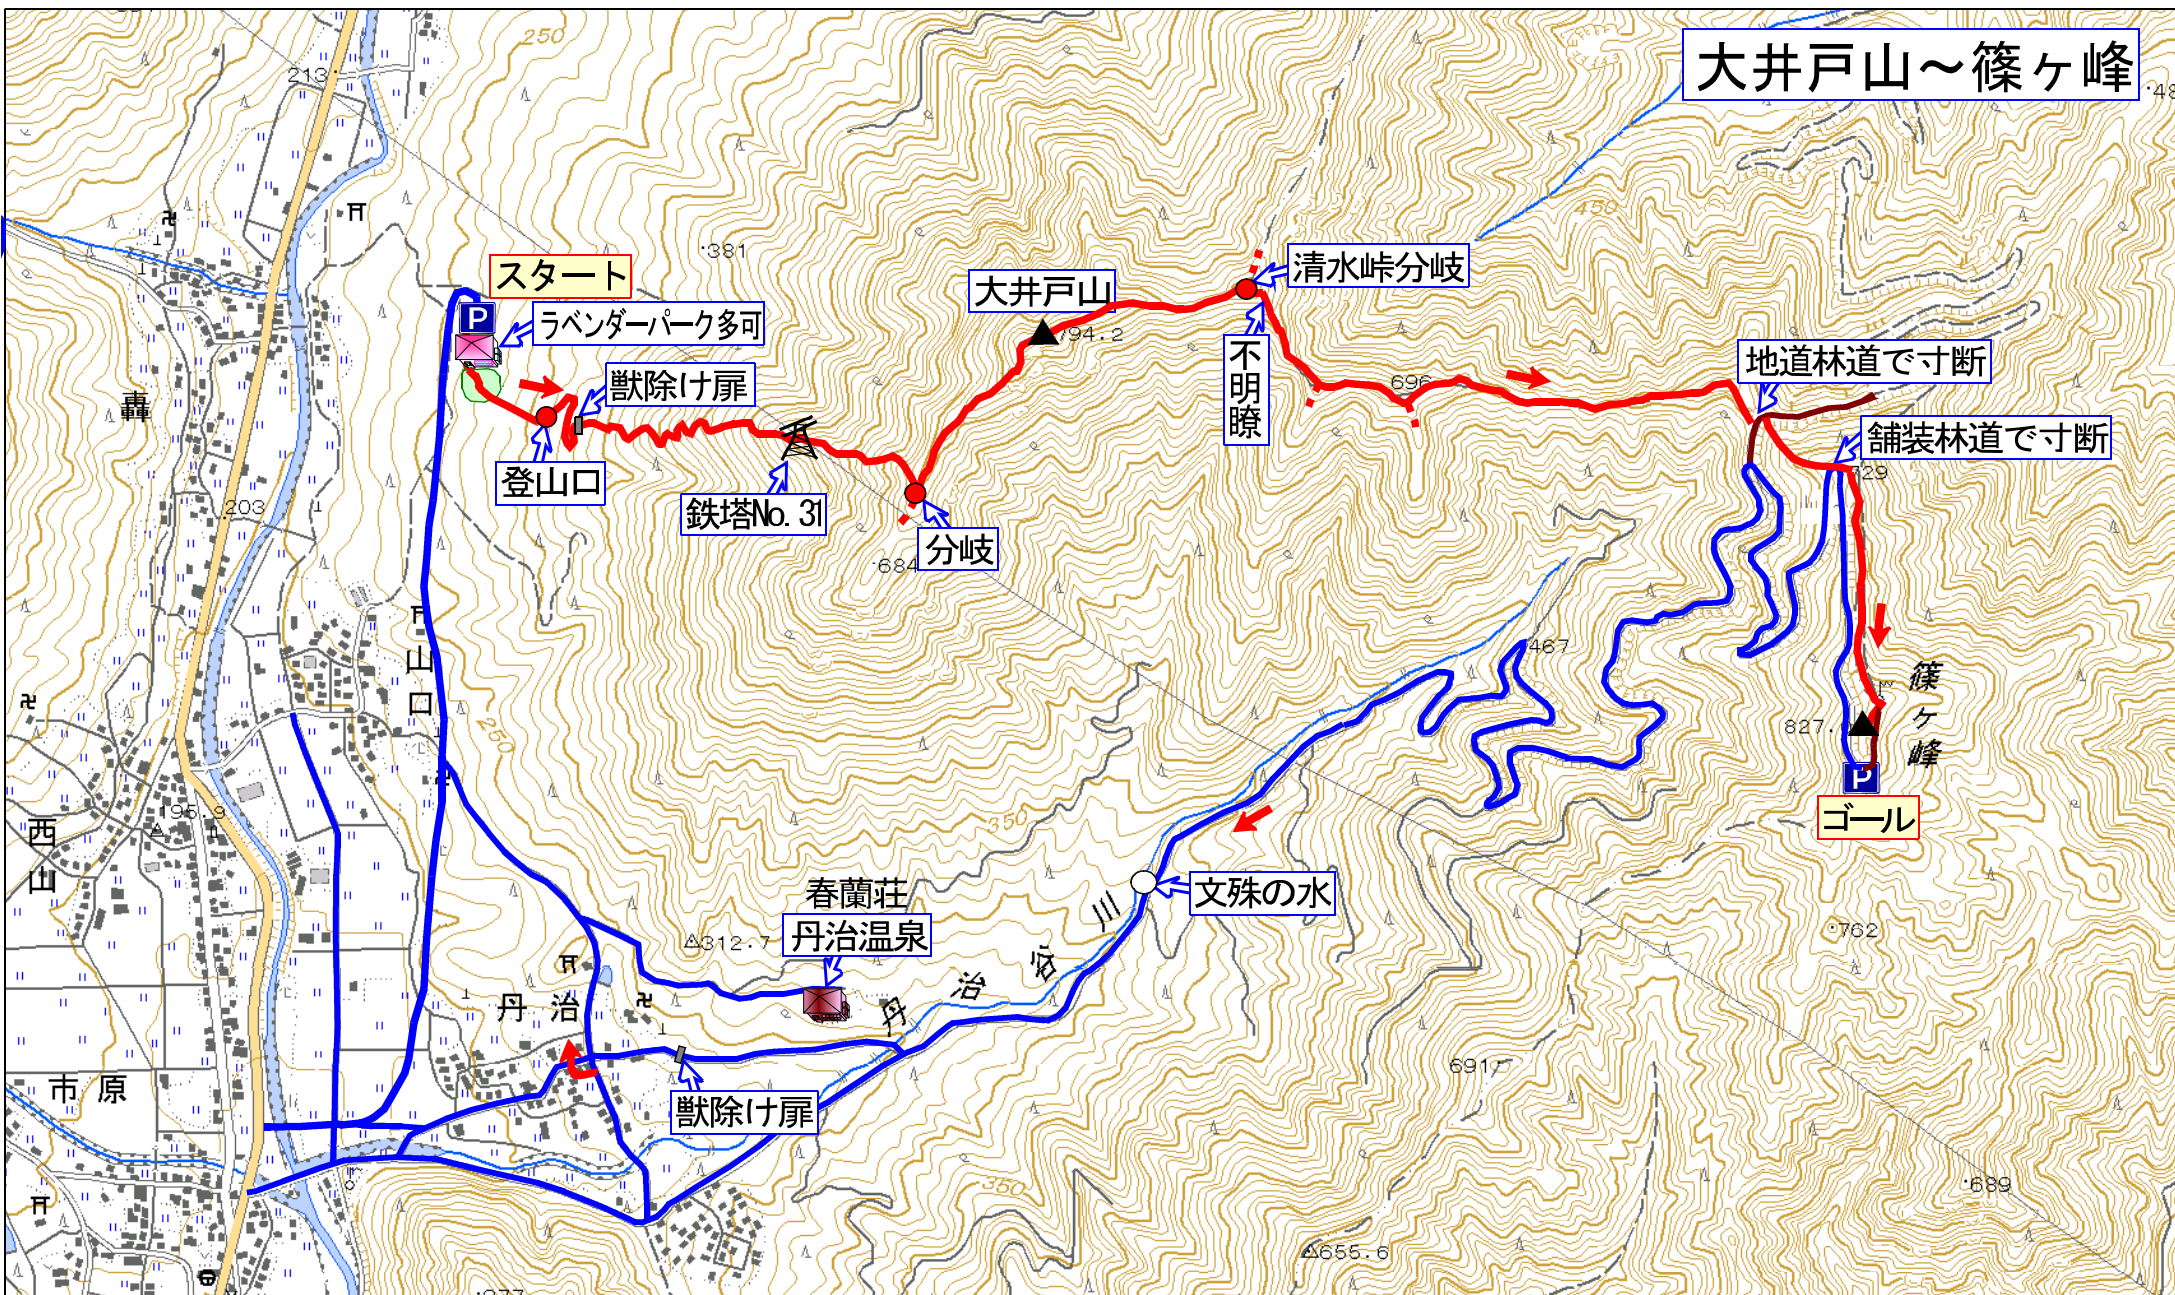 大井戸山～篠ヶ峰
250
213
450
381
スタート
P
ラベンダーパーク多可
大井戸山
794.2
清水峠分岐
不明瞭
獣除け扉
登山口
鉄塔No.31
分岐
684
696
地道林道で寸断
舗装林道で寸断
729
轟
203
山口
467
250
篠ヶ峰
827.
P
ゴール
西山
195.9
350
春蘭荘
丹治温泉
312.7
文殊の水
丹治谷川
762
丹治
獣除け扉
市原
691
350
689
655.6